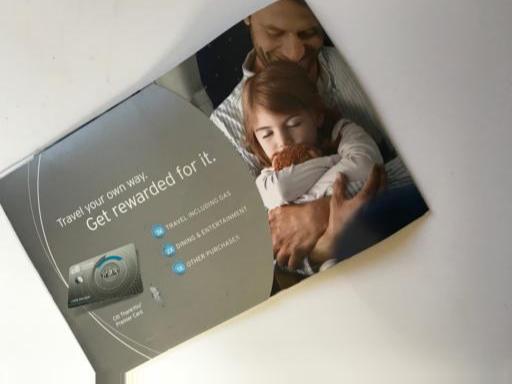 Travel your own way.
Get rewarded for it.
3X TRAVEL INCLUDING GAS
2X DINING & ENTERTAINMENT
1X OTHER PURCHASES
Citi ThankYou
Premier Card